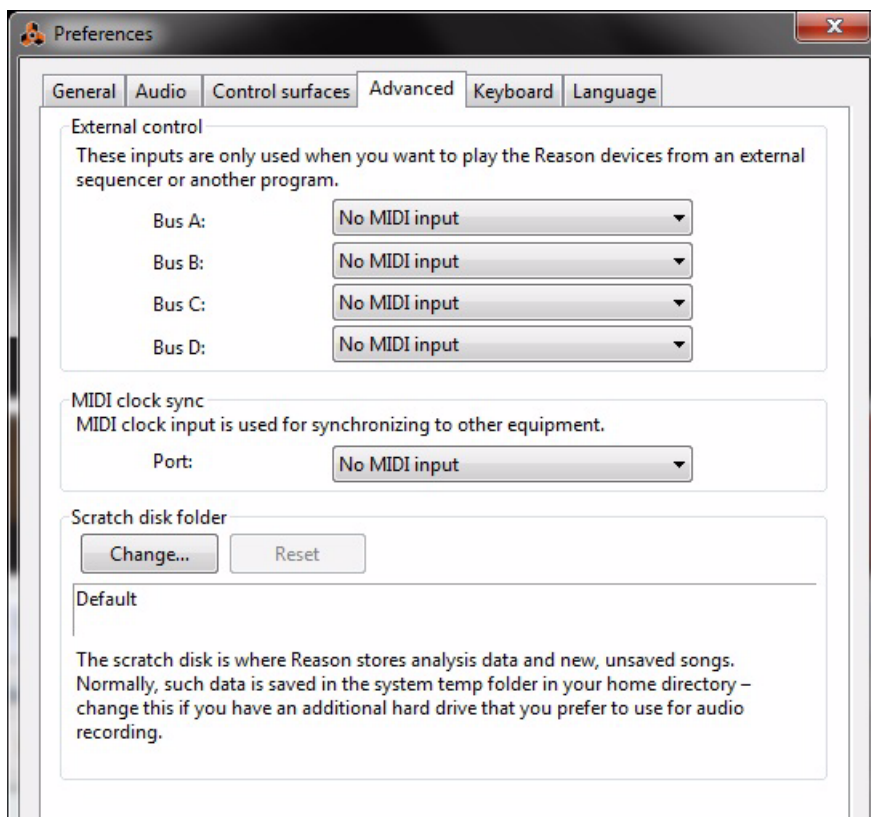 Preferences
General Audio Control surfaces Advanced Keyboard Language
External control
These inputs are only used when you want to play the Reason devices from an external
sequencer or another program.
Bus A: No MIDI input
Bus B: No MIDI input
Bus C: No MIDI input
Bus D: No MIDI input
MIDI clock sync
MIDI clock input is used for synchronizing to other equipment.
Port: No MIDI input
Scratch disk folder
Change... Reset
Default
The scratch disk is where Reason stores analysis data and new, unsaved songs.
Normally, such data is saved in the system temp folder in your home directory –
change this if you have an additional hard drive that you prefer to use for audio
recording.